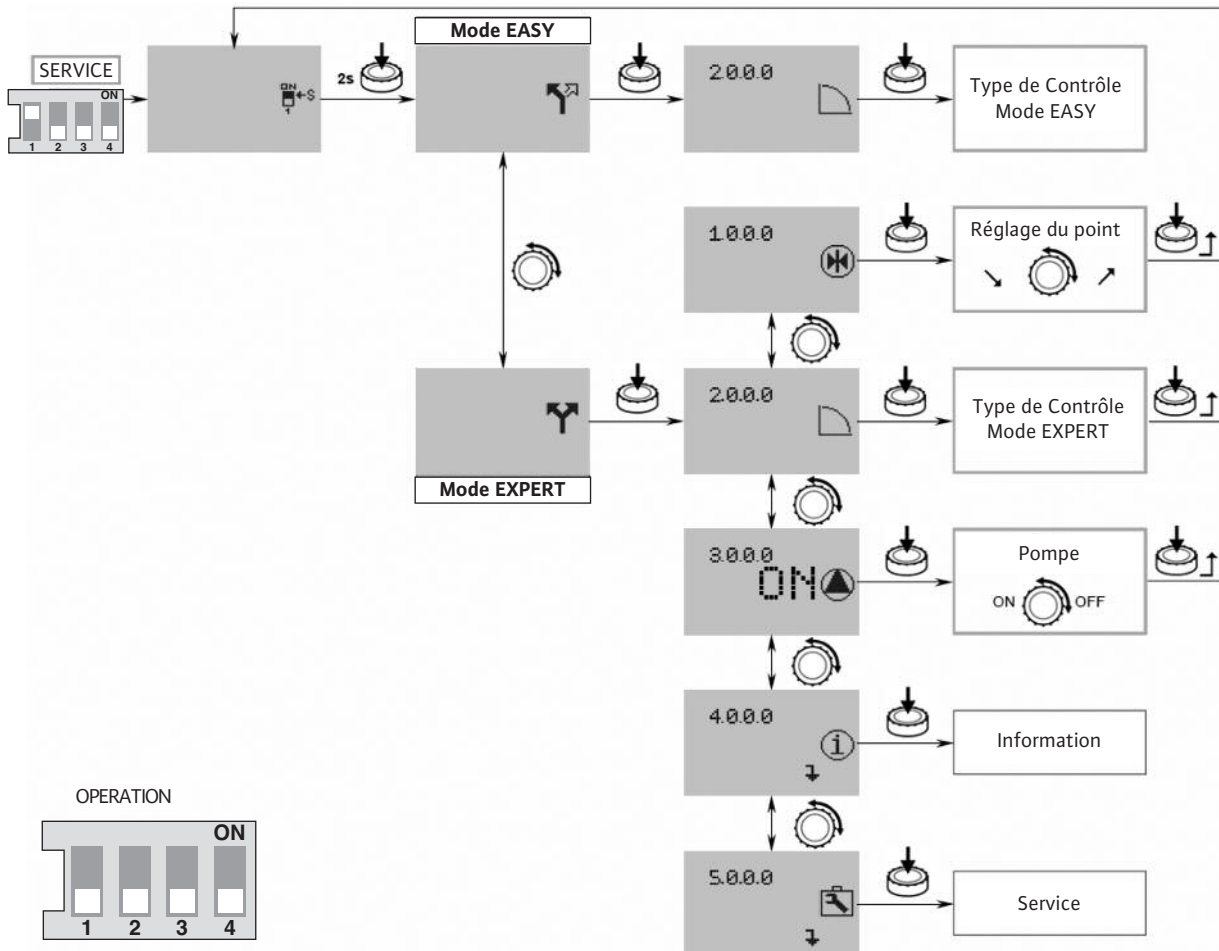 Mode EASY
SERVICE
ON
1 2 3 4
ON
S
1
2s
2.0.0.0
Type de Contrôle
Mode EASY
1.0.0.0
Réglage du point
2.0.0.0
Type de Contrôle
Mode EXPERT
Mode EXPERT
3.0.0.0
ON
Pompe
ON OFF
4.0.0.0
i
Information
OPERATION
ON
1 2 3 4
5.0.0.0
Service